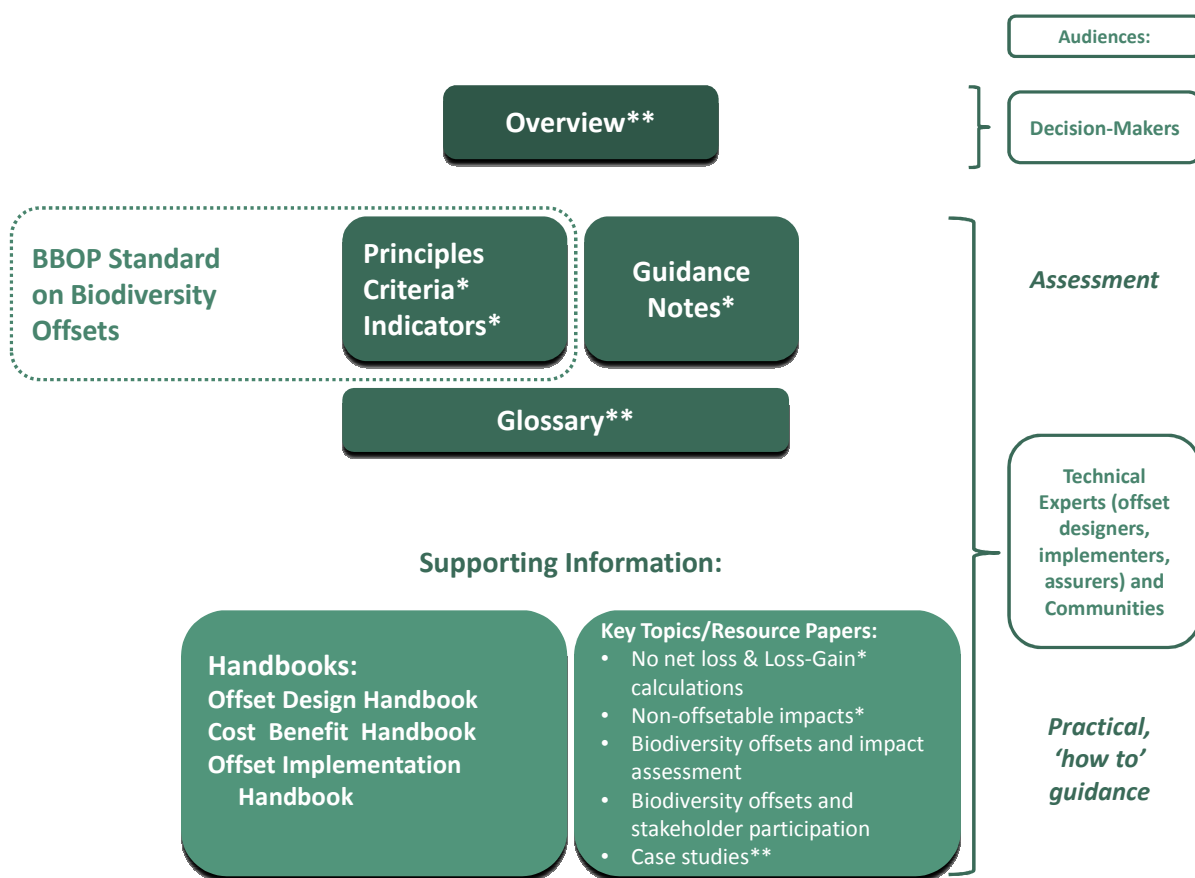 Audiences:
Overview**
Decision-Makers
BBOP Standard
on Biodiversity
Offsets
Principles
Criteria*
Indicators*
Guidance
Notes*
Assessment
Glossary**
Technical
Experts (offset
designers,
implementers,
assurers) and
Communities
Supporting Information:
Handbooks:
Offset Design Handbook
Cost Benefit Handbook
Offset Implementation
Handbook
Key Topics/Resource Papers:
• No net loss & Loss-Gain*
calculations
• Non-offsetable impacts*
• Biodiversity offsets and impact
assessment
• Biodiversity offsets and
stakeholder participation
• Case studies**
Practical,
‘how to’
guidance